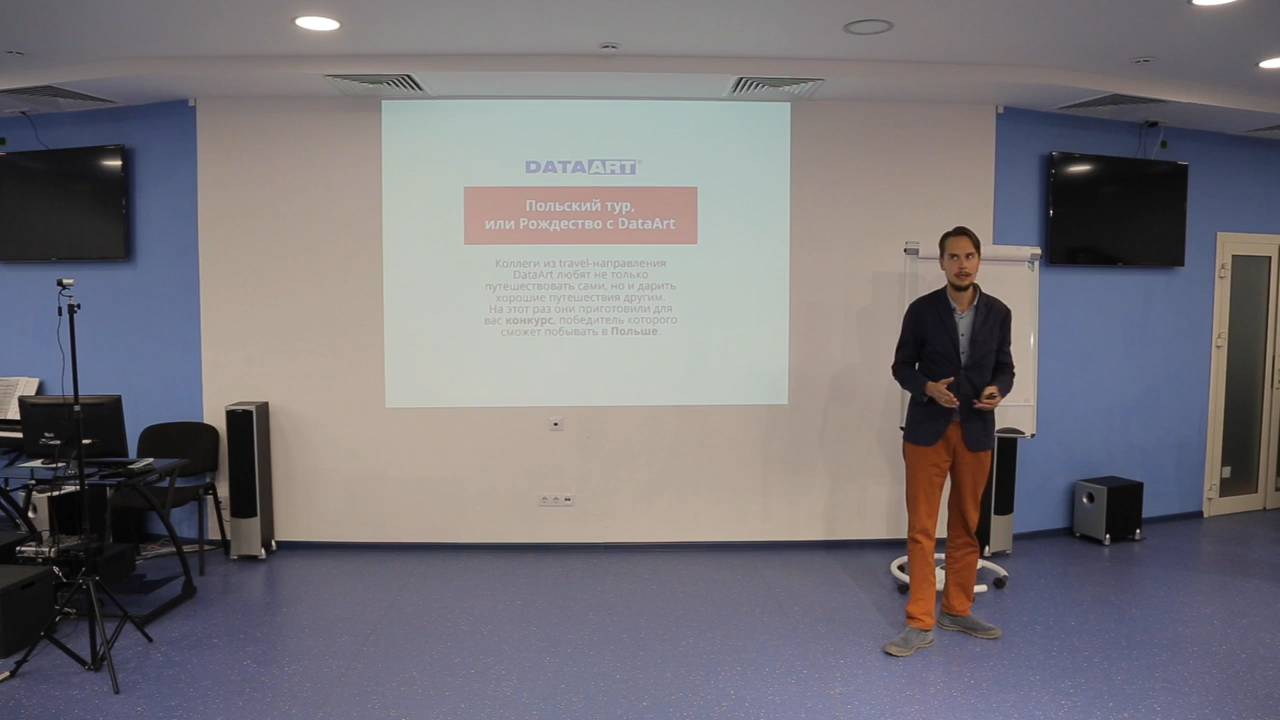 DATAART
Польский тур,
или Рождество с DataArt
Коллеги из travel-направления
DataArt любят не только
путешествовать сами, но и дарить
хорошие путешествия другим.
На этот раз они приготовили для
вас конкурс, победитель которого
сможет побывать в Польше.